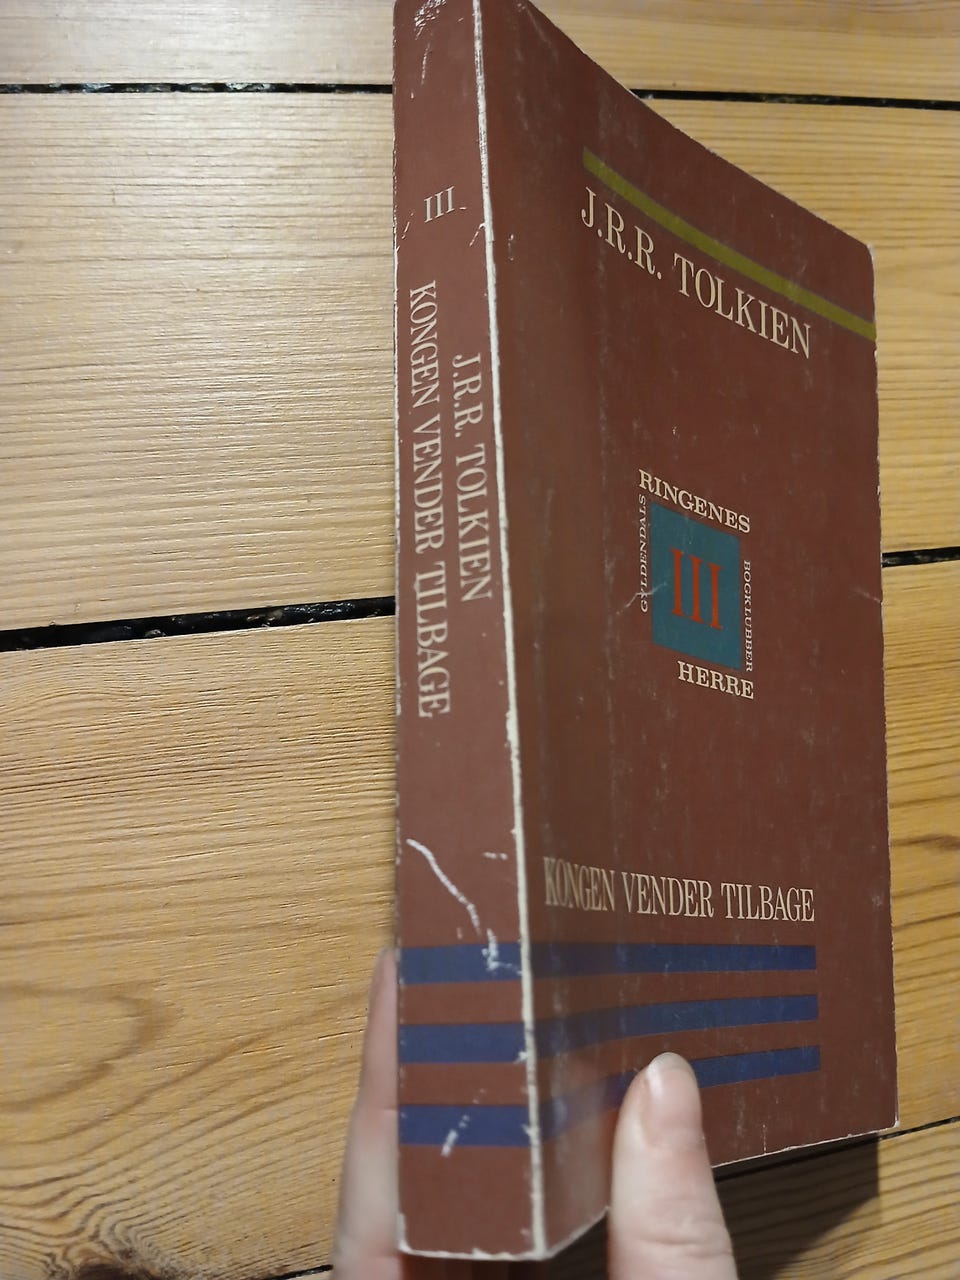 III
J.R.R. TOLKIEN
KONGEN VENDER TILBAGE
J.R.R. TOLKIEN
RINGENES
GYLDENDALS
III
BOGKLUBBER
HERRE
KONGEN VENDER TILBAGE